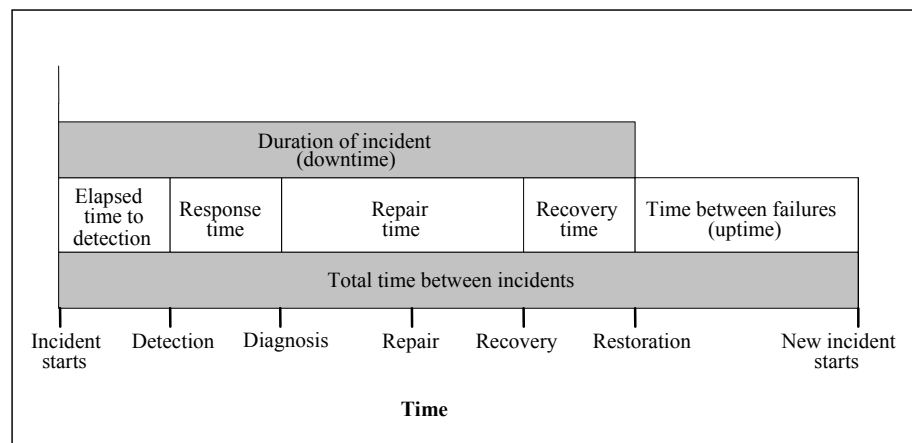 Duration of incident
(downtime)
Elapsed
time to
detection
Response
time
Repair
time
Recovery
time
Time between failures
(uptime)
Total time between incidents
Incident
starts
Detection
Diagnosis
Repair
Recovery
Restoration
New incident
starts
Time